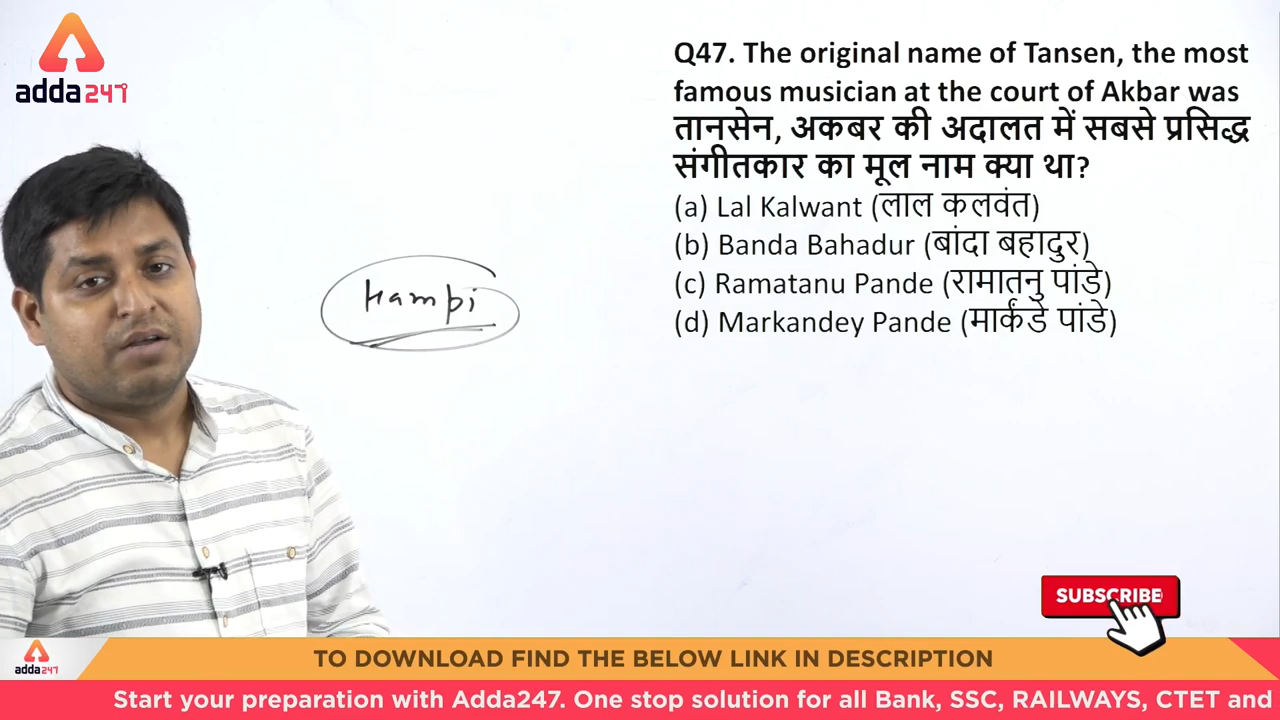 adda247
Q47. The original name of Tansen, the most
famous musician at the court of Akbar was
तानसेन, अकबर की अदालत में सबसे प्रसिद्ध
संगीतकार का मूल नाम क्या था?
(a) Lal Kalwant (लाल कलवंत)
(b) Banda Bahadur (बांदा बहादुर)
(c) Ramatanu Pande (रामातनु पांडे)
(d) Markandey Pande (मार्कंडे पांडे)
Hampi
SUBSCRIBE
adda247
TO DOWNLOAD FIND THE BELOW LINK IN DESCRIPTION
Start your preparation with Adda247. One stop solution for all Bank, SSC, RAILWAYS, CTET and